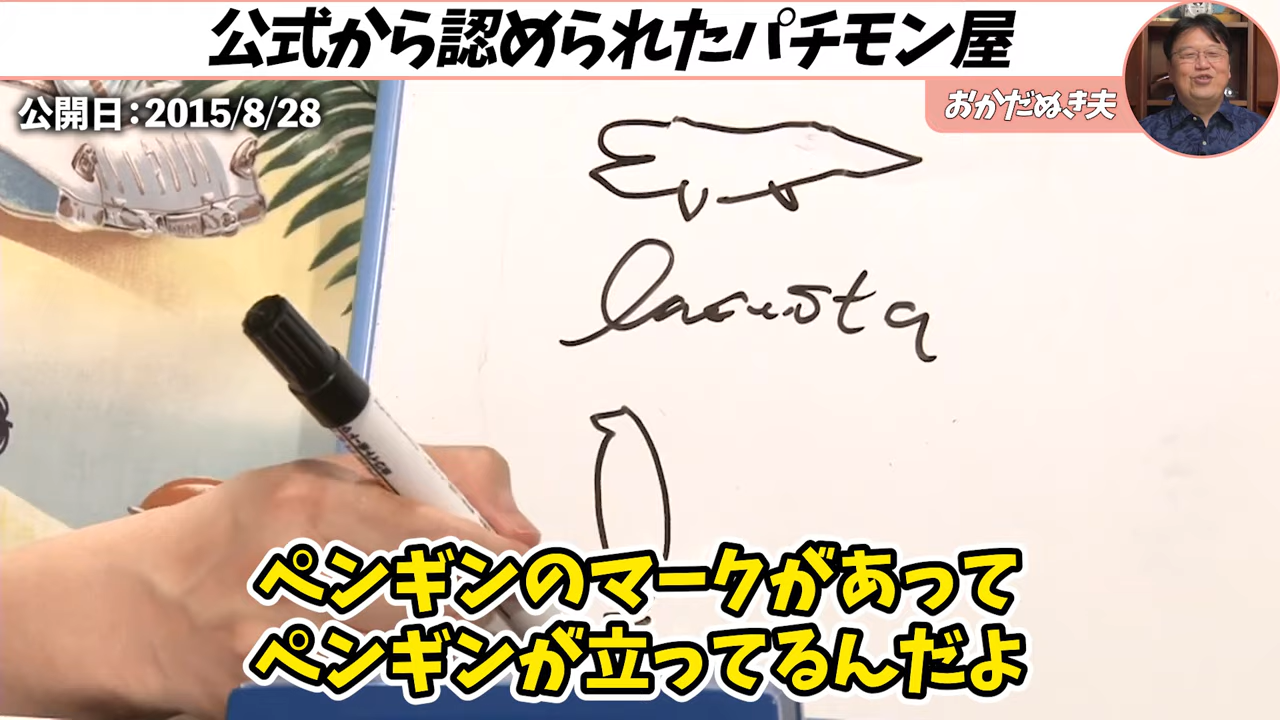 公式から認められたパチモン屋
おかだぬき夫
公開日：2015/8/28
ペンギンのマークがあって
ペンギンが立ってるんだよ